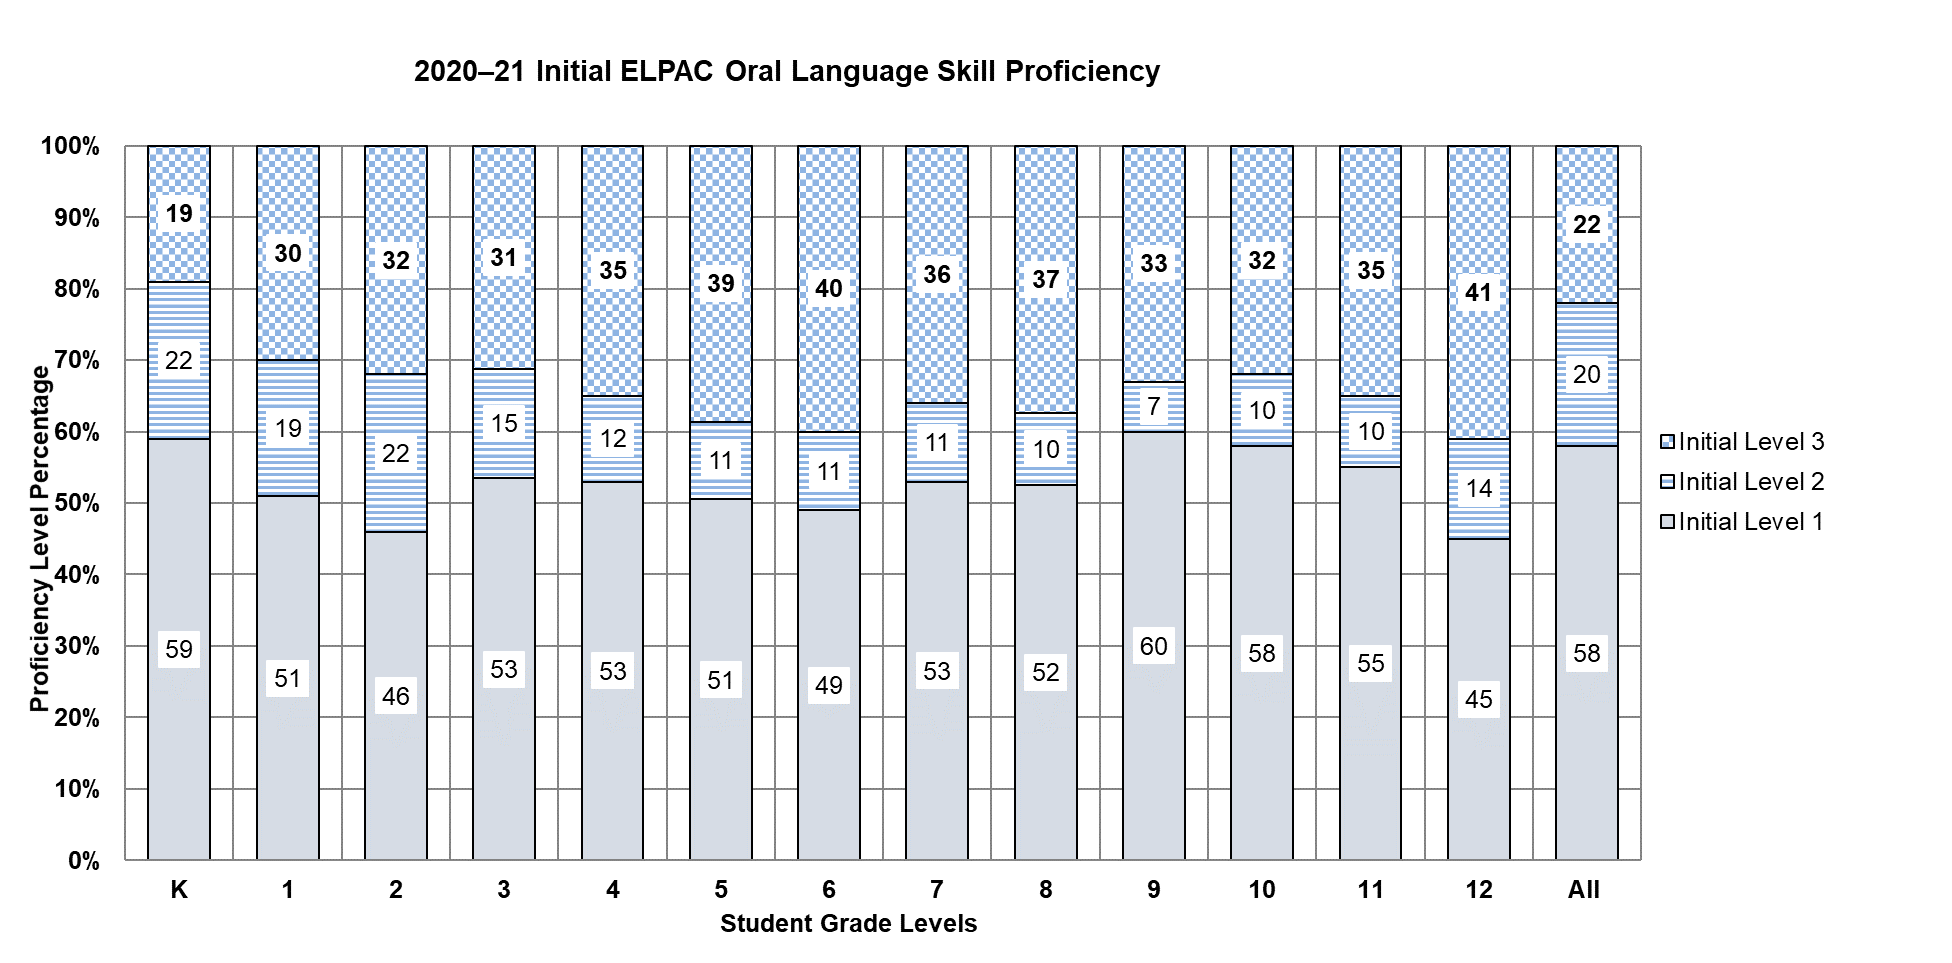 2020–21 Initial ELPAC Oral Language Skill Proficiency
Proficiency Level Percentage
100%
90%
80%
70%
60%
50%
40%
30%
20%
10%
0%
19 30 32 31 35 39 40 36 37 33 32 35 41 22
22 19 22 15 12 11 11 11 10 7 10 10 14 20
59 51 46 53 53 51 49 53 52 60 58 55 45 58
K 1 2 3 4 5 6 7 8 9 10 11 12 All
Student Grade Levels
Initial Level 3
Initial Level 2
Initial Level 1